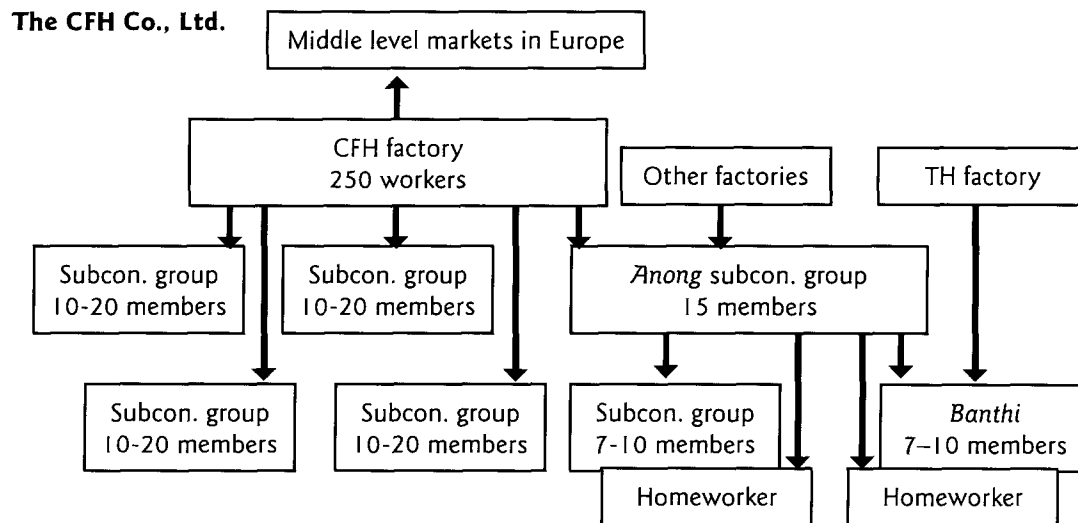 The CFH Co., Ltd.
Middle level markets in Europe
CFH factory
250 workers
Other factories
TH factory
Subcon. group
10-20 members
Subcon. group
10-20 members
Anong subcon. group
15 members
Subcon. group
10-20 members
Subcon. group
10-20 members
Subcon. group
7-10 members
Banthi
7–10 members
Homeworker
Homeworker